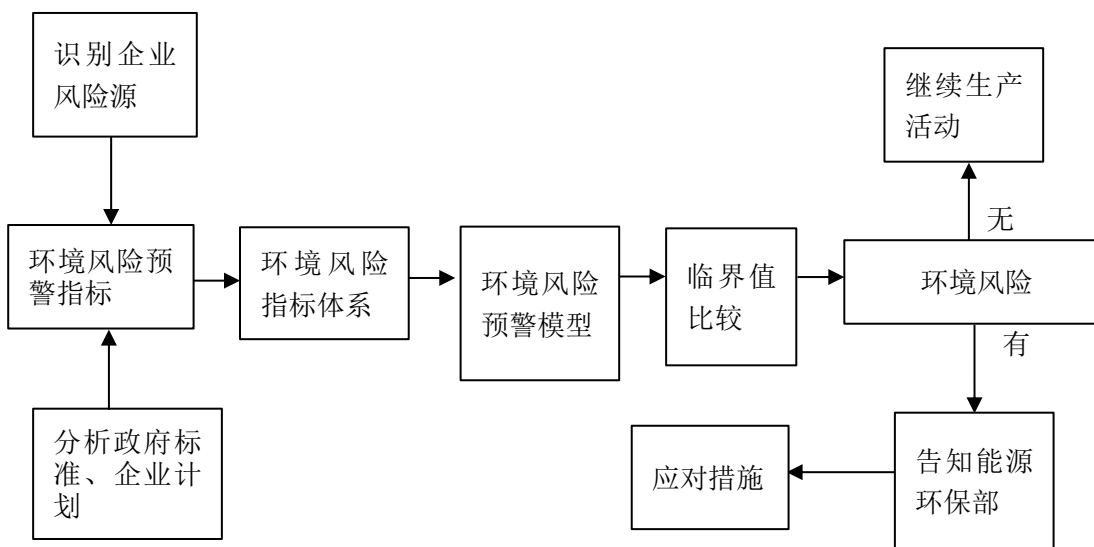 识别企业
风险源
继续生产
活动
无
环境风险预
警指标
环境风险
指标体系
环境风险
预警模型
临界值
比较
环境风险
有
分析政府标
准、企业计
划
应对措施
告知能源
环保部